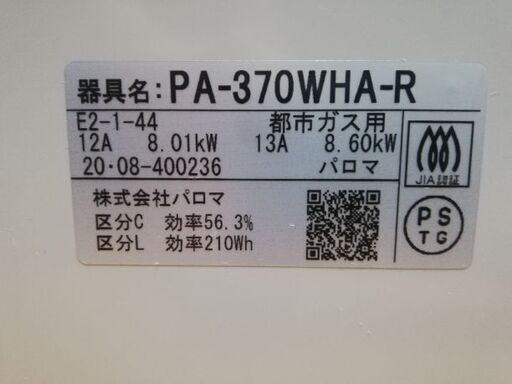 器具名:PA-370WHA-R
E2-1-44 都市ガス用
12A 8.01kW 13A 8.60kW
20・08-400236 パロマ
JIA認証
株式会社パロマ
区分C 効率56.3%
区分L 効率210Wh
PS
TG